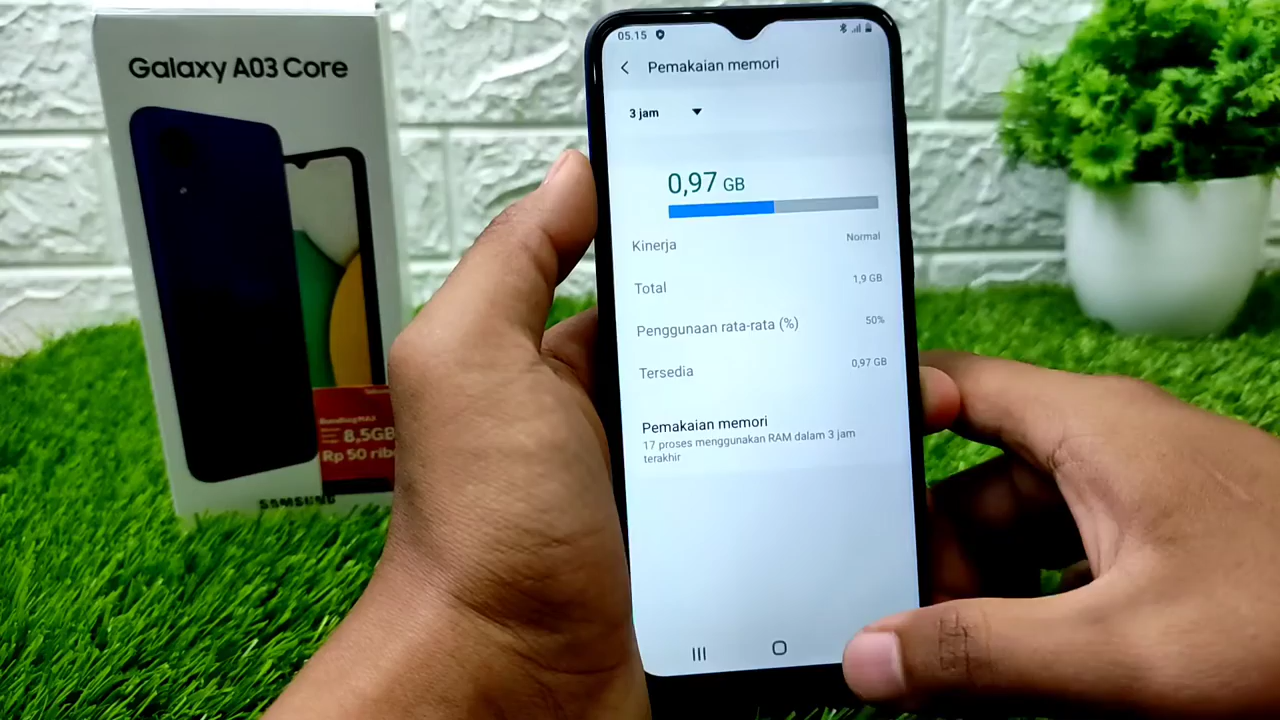 Galaxy A03 Core
8,5GB
Rp 50 rib
SAMSUNG
05.15
Pemakaian memori
3 jam
0,97 GB
Kinerja Normal
Total 1,9 GB
Penggunaan rata-rata (%) 50%
Tersedia 0,97 GB
Pemakaian memori
17 proses menggunakan RAM dalam 3 jam
terakhir